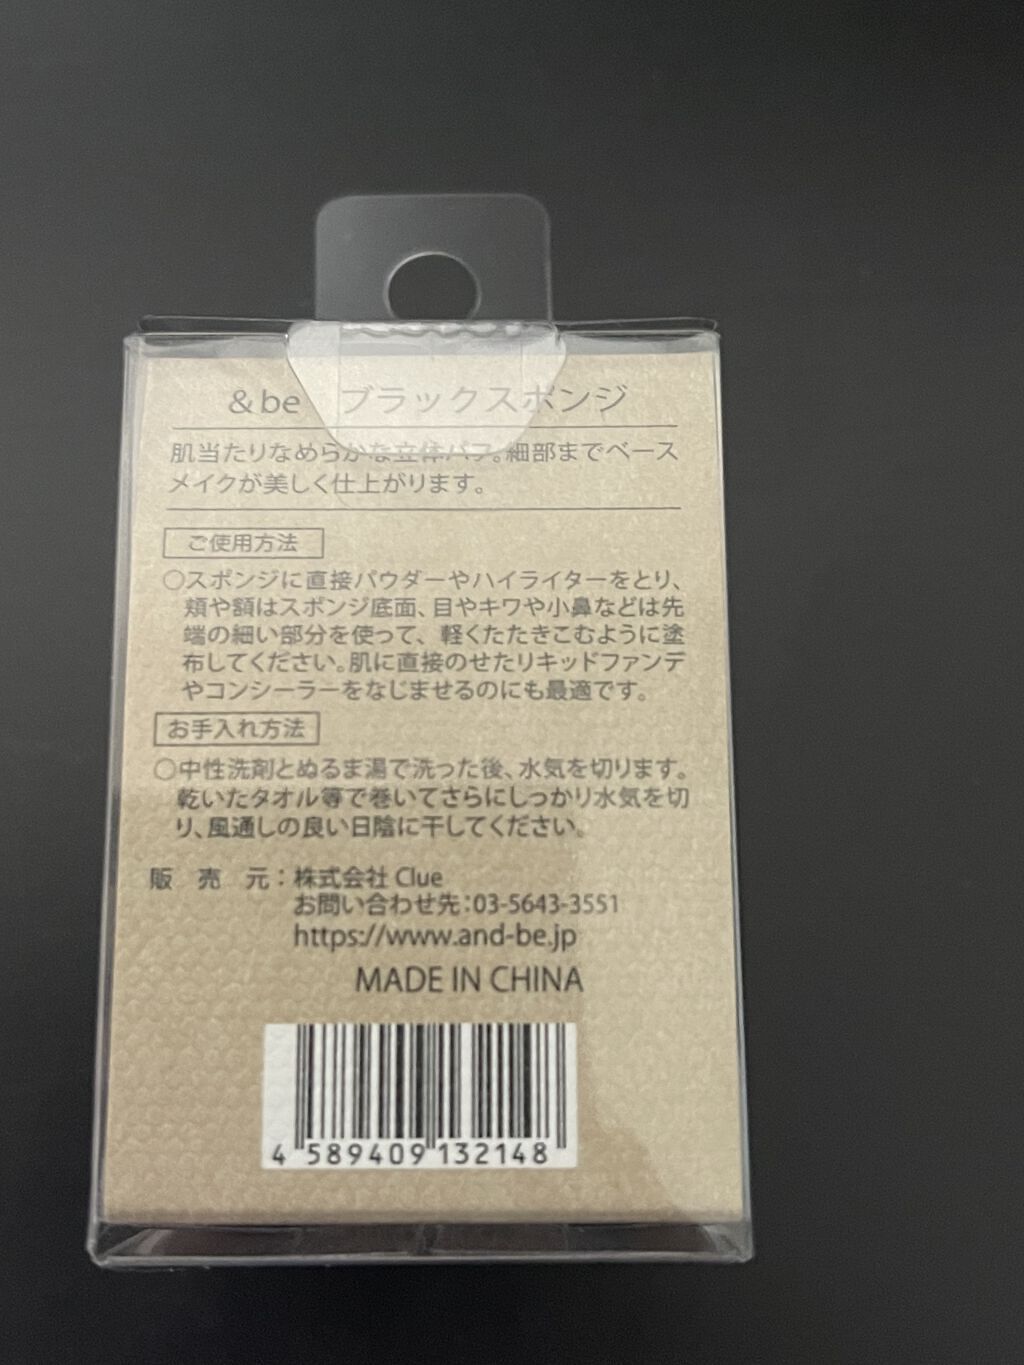 &be ブラックスポンジ
肌当たりなめらかな立体パフ。細部までベース
メイクが美しく仕上がります。
ご使用方法
○スポンジに直接パウダーやハイライターをとり、
頬や額はスポンジ底面、目やキワや小鼻などは先
端の細い部分を使って、軽くたたきこむように塗
布してください。肌に直接のせたリキッドファンデ
やコンシーラーをなじませるのにも最適です。
お手入れ方法
○中性洗剤とぬるま湯で洗った後、水気を切ります。
乾いたタオル等で巻いてさらにしっかり水気を切
り、風通しの良い日陰に干してください。
販売元：株式会社 Clue
お問い合わせ先：03-5643-3551
https://www.and-be.jp
MADE IN CHINA
4 589409 132148